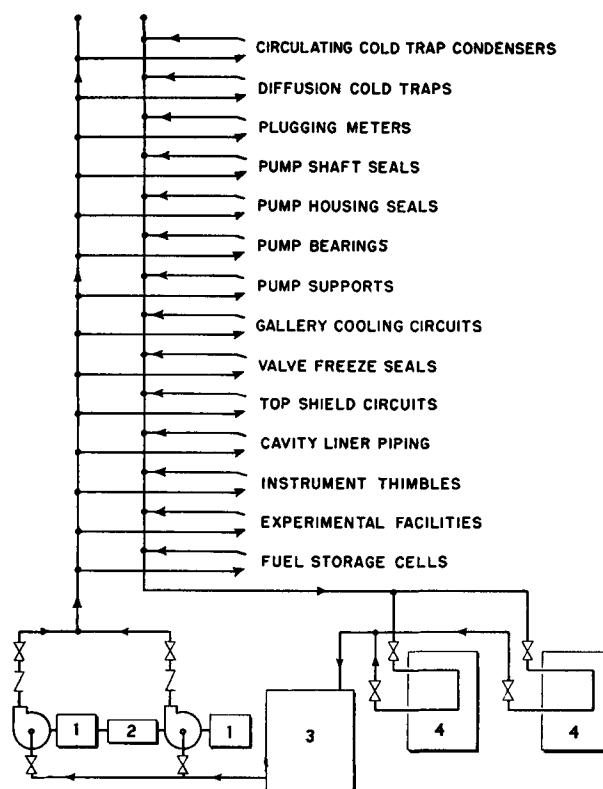 CIRCULATING COLD TRAP CONDENSERS
DIFFUSION COLD TRAPS
PLUGGING METERS
PUMP SHAFT SEALS
PUMP HOUSING SEALS
PUMP BEARINGS
PUMP SUPPORTS
GALLERY COOLING CIRCUITS
VALVE FREEZE SEALS
TOP SHIELD CIRCUITS
CAVITY LINER PIPING
INSTRUMENT THIMBLES
EXPERIMENTAL FACILITIES
FUEL STORAGE CELLS
1
2
1
3
4
4